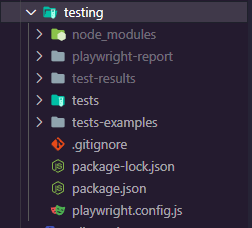 testing
node_modules
playwright-report
test-results
tests
tests-examples
.gitignore
package-lock.json
package.json
playwright.config.js